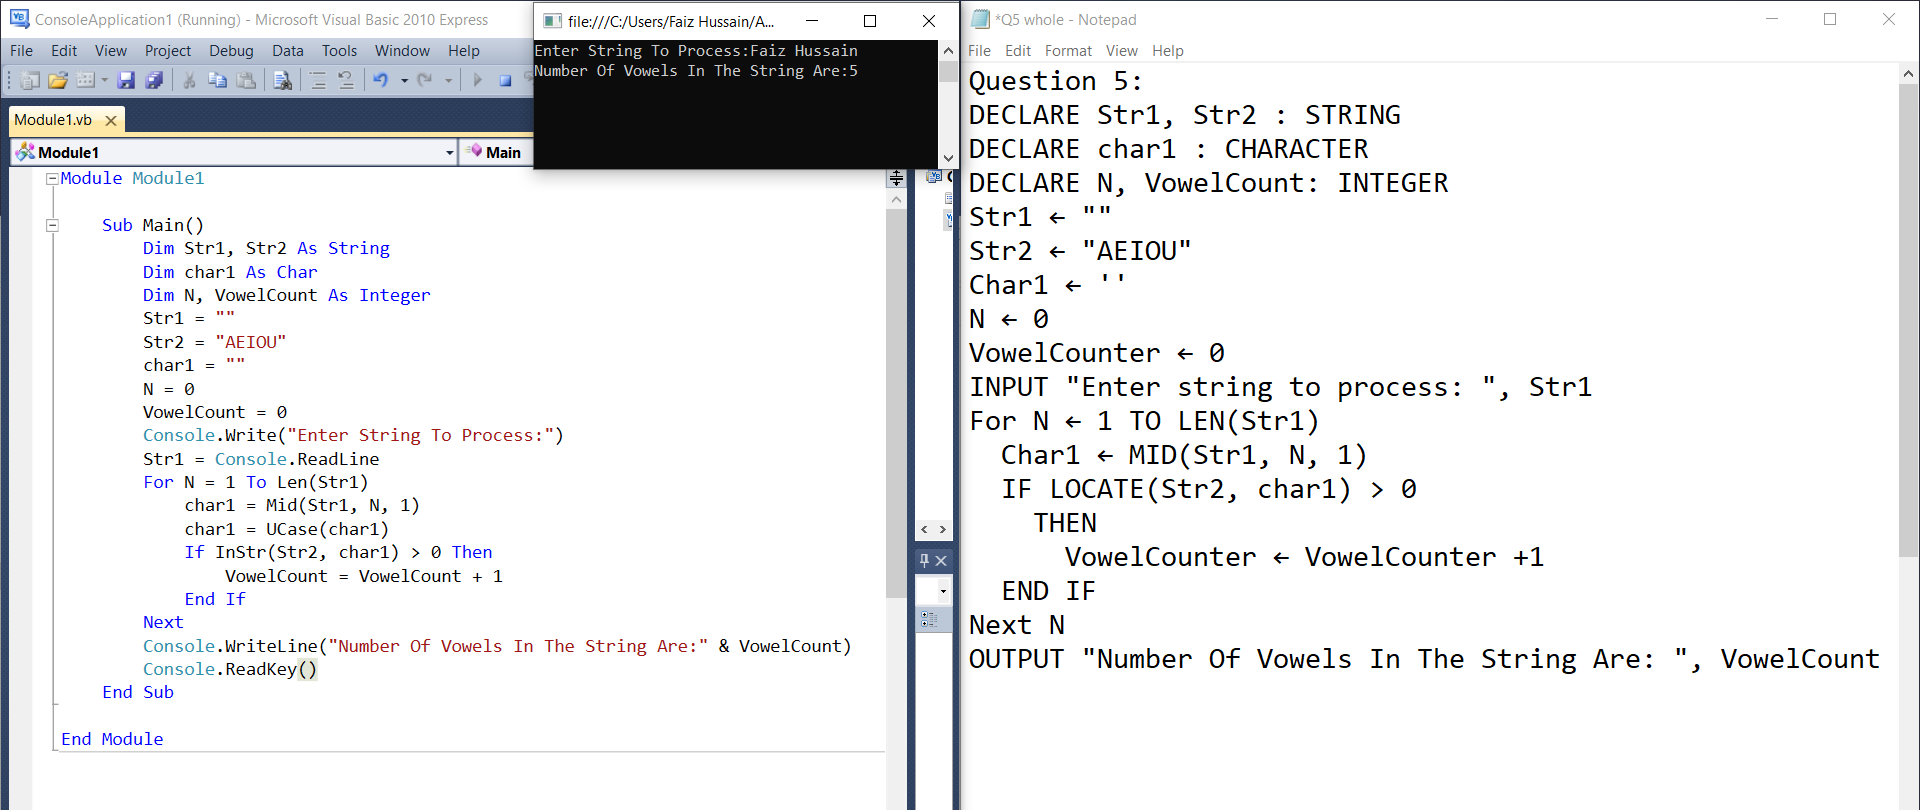 ConsoleApplication1 (Running) - Microsoft Visual Basic 2010 Express
File Edit View Project Debug Data Tools Window Help
Module1.vb
Module1
Main
Module Module1
Sub Main()
Dim Str1, Str2 As String
Dim char1 As Char
Dim N, VowelCount As Integer
Str1 = ""
Str2 = "AEIOU"
char1 = ""
N = 0
VowelCount = 0
Console.Write("Enter String To Process:")
Str1 = Console.ReadLine
For N = 1 To Len(Str1)
char1 = Mid(Str1, N, 1)
char1 = UCase(char1)
If InStr(Str2, char1) > 0 Then
VowelCount = VowelCount + 1
End If
Next
Console.WriteLine("Number Of Vowels In The String Are:" & VowelCount)
Console.ReadKey()
End Sub
End Module
file:///C:/Users/Faiz Hussain/A...
Enter String To Process:Faiz Hussain
Number Of Vowels In The String Are:5
*Q5 whole - Notepad
File Edit Format View Help
Question 5:
DECLARE Str1, Str2 : STRING
DECLARE char1 : CHARACTER
DECLARE N, VowelCount: INTEGER
Str1 ← ""
Str2 ← "AEIOU"
Char1 ← ''
N ← 0
VowelCounter ← 0
INPUT "Enter string to process: ", Str1
For N ← 1 TO LEN(Str1)
Char1 ← MID(Str1, N, 1)
IF LOCATE(Str2, char1) > 0
THEN
VowelCounter ← VowelCounter +1
END IF
Next N
OUTPUT "Number Of Vowels In The String Are: ", VowelCount